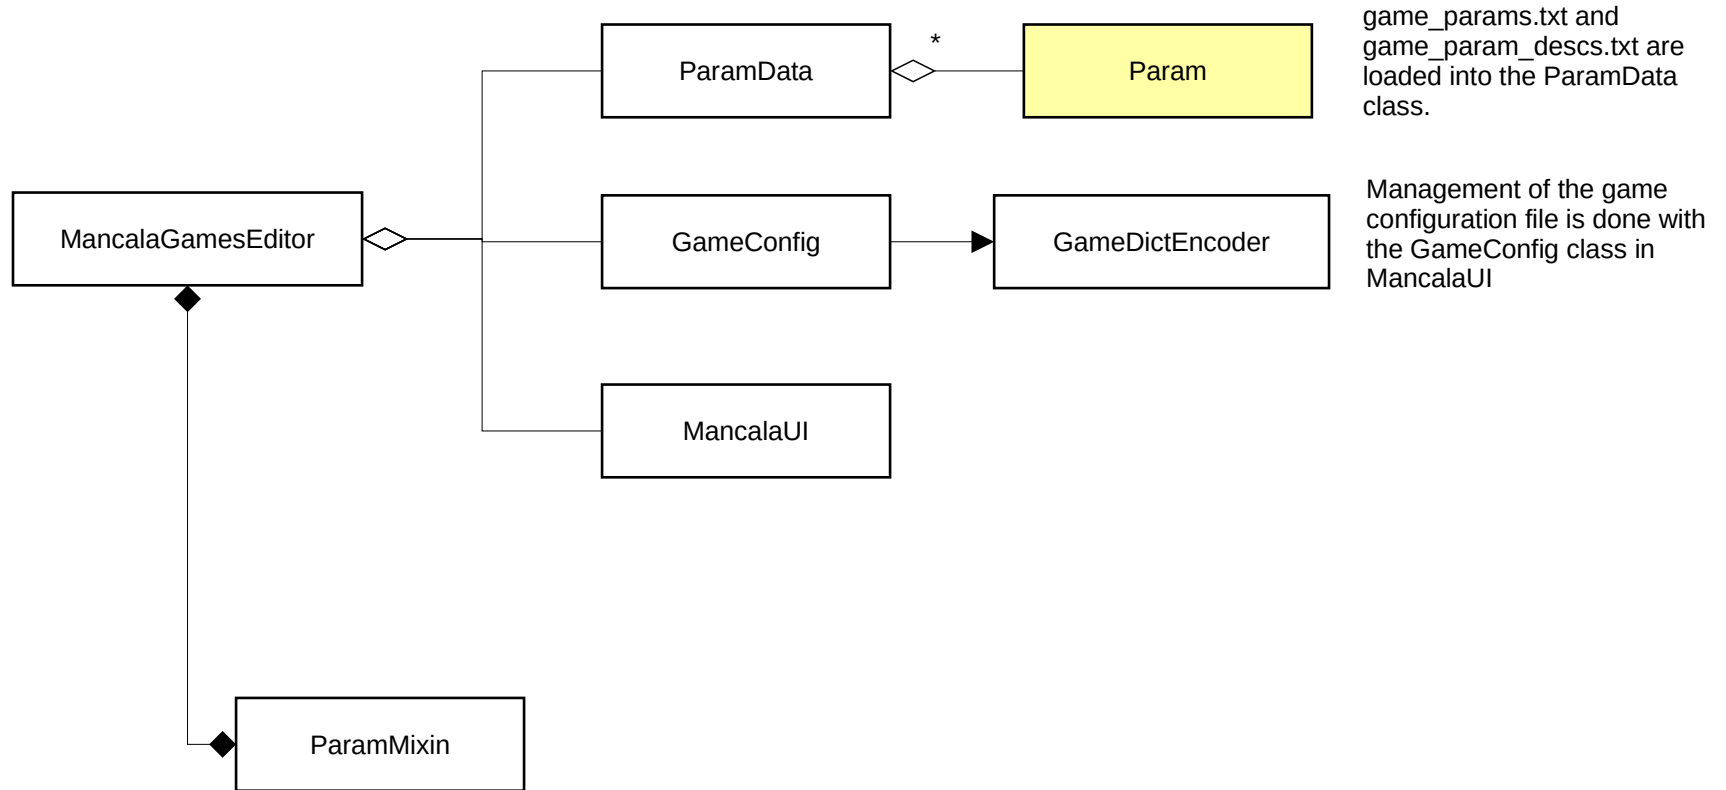 game_params.txt and
game_param_descs.txt are
loaded into the ParamData
class.
*
ParamData
Param
Management of the game
configuration file is done with
the GameConfig class in
MancalaUI
MancalaGamesEditor
GameConfig
GameDictEncoder
MancalaUI
ParamMixin